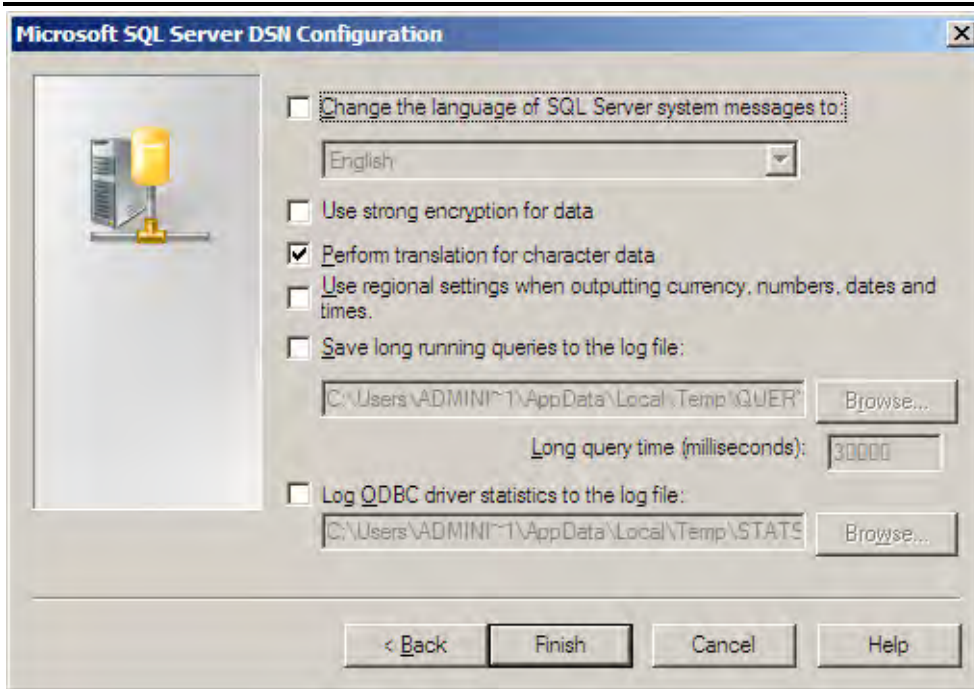 Microsoft SQL Server DSN Configuration
Change the language of SQL Server system messages to:
English
Use strong encryption for data
Perform translation for character data
Use regional settings when outputting currency, numbers, dates and
times.
Save long running queries to the log file:
C:\Users\ADMINI~1\AppData\Local\Temp\QUER
Browse...
Long query time (milliseconds):
30000
Log ODBC driver statistics to the log file:
C:\Users\ADMINI~1\AppData\Local\Temp\STATS
Browse...
< Back
Finish
Cancel
Help